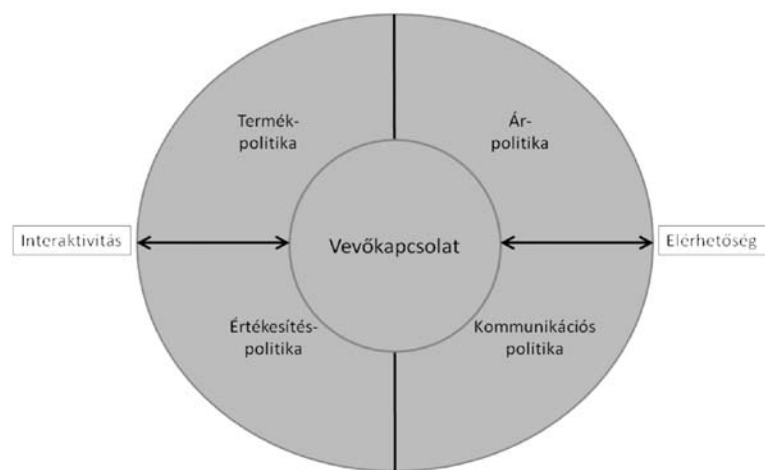 Termék-
politika
Ár-
politika
Interaktivitás
Vevőkapcsolat
Elérhetőség
Értékesítés-
politika
Kommunikációs
politika